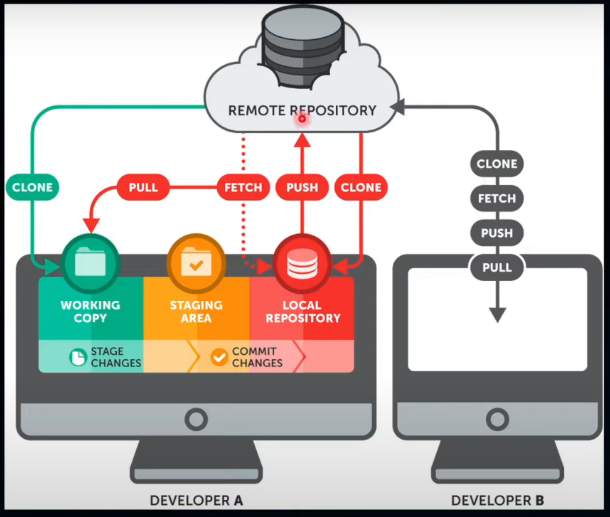 REMOTE REPOSITORY
CLONE
PULL
FETCH
PUSH
CLONE
CLONE
FETCH
PUSH
PULL
WORKING
COPY
STAGING
AREA
LOCAL
REPOSITORY
STAGE
CHANGES
COMMIT
CHANGES
DEVELOPER A
DEVELOPER B